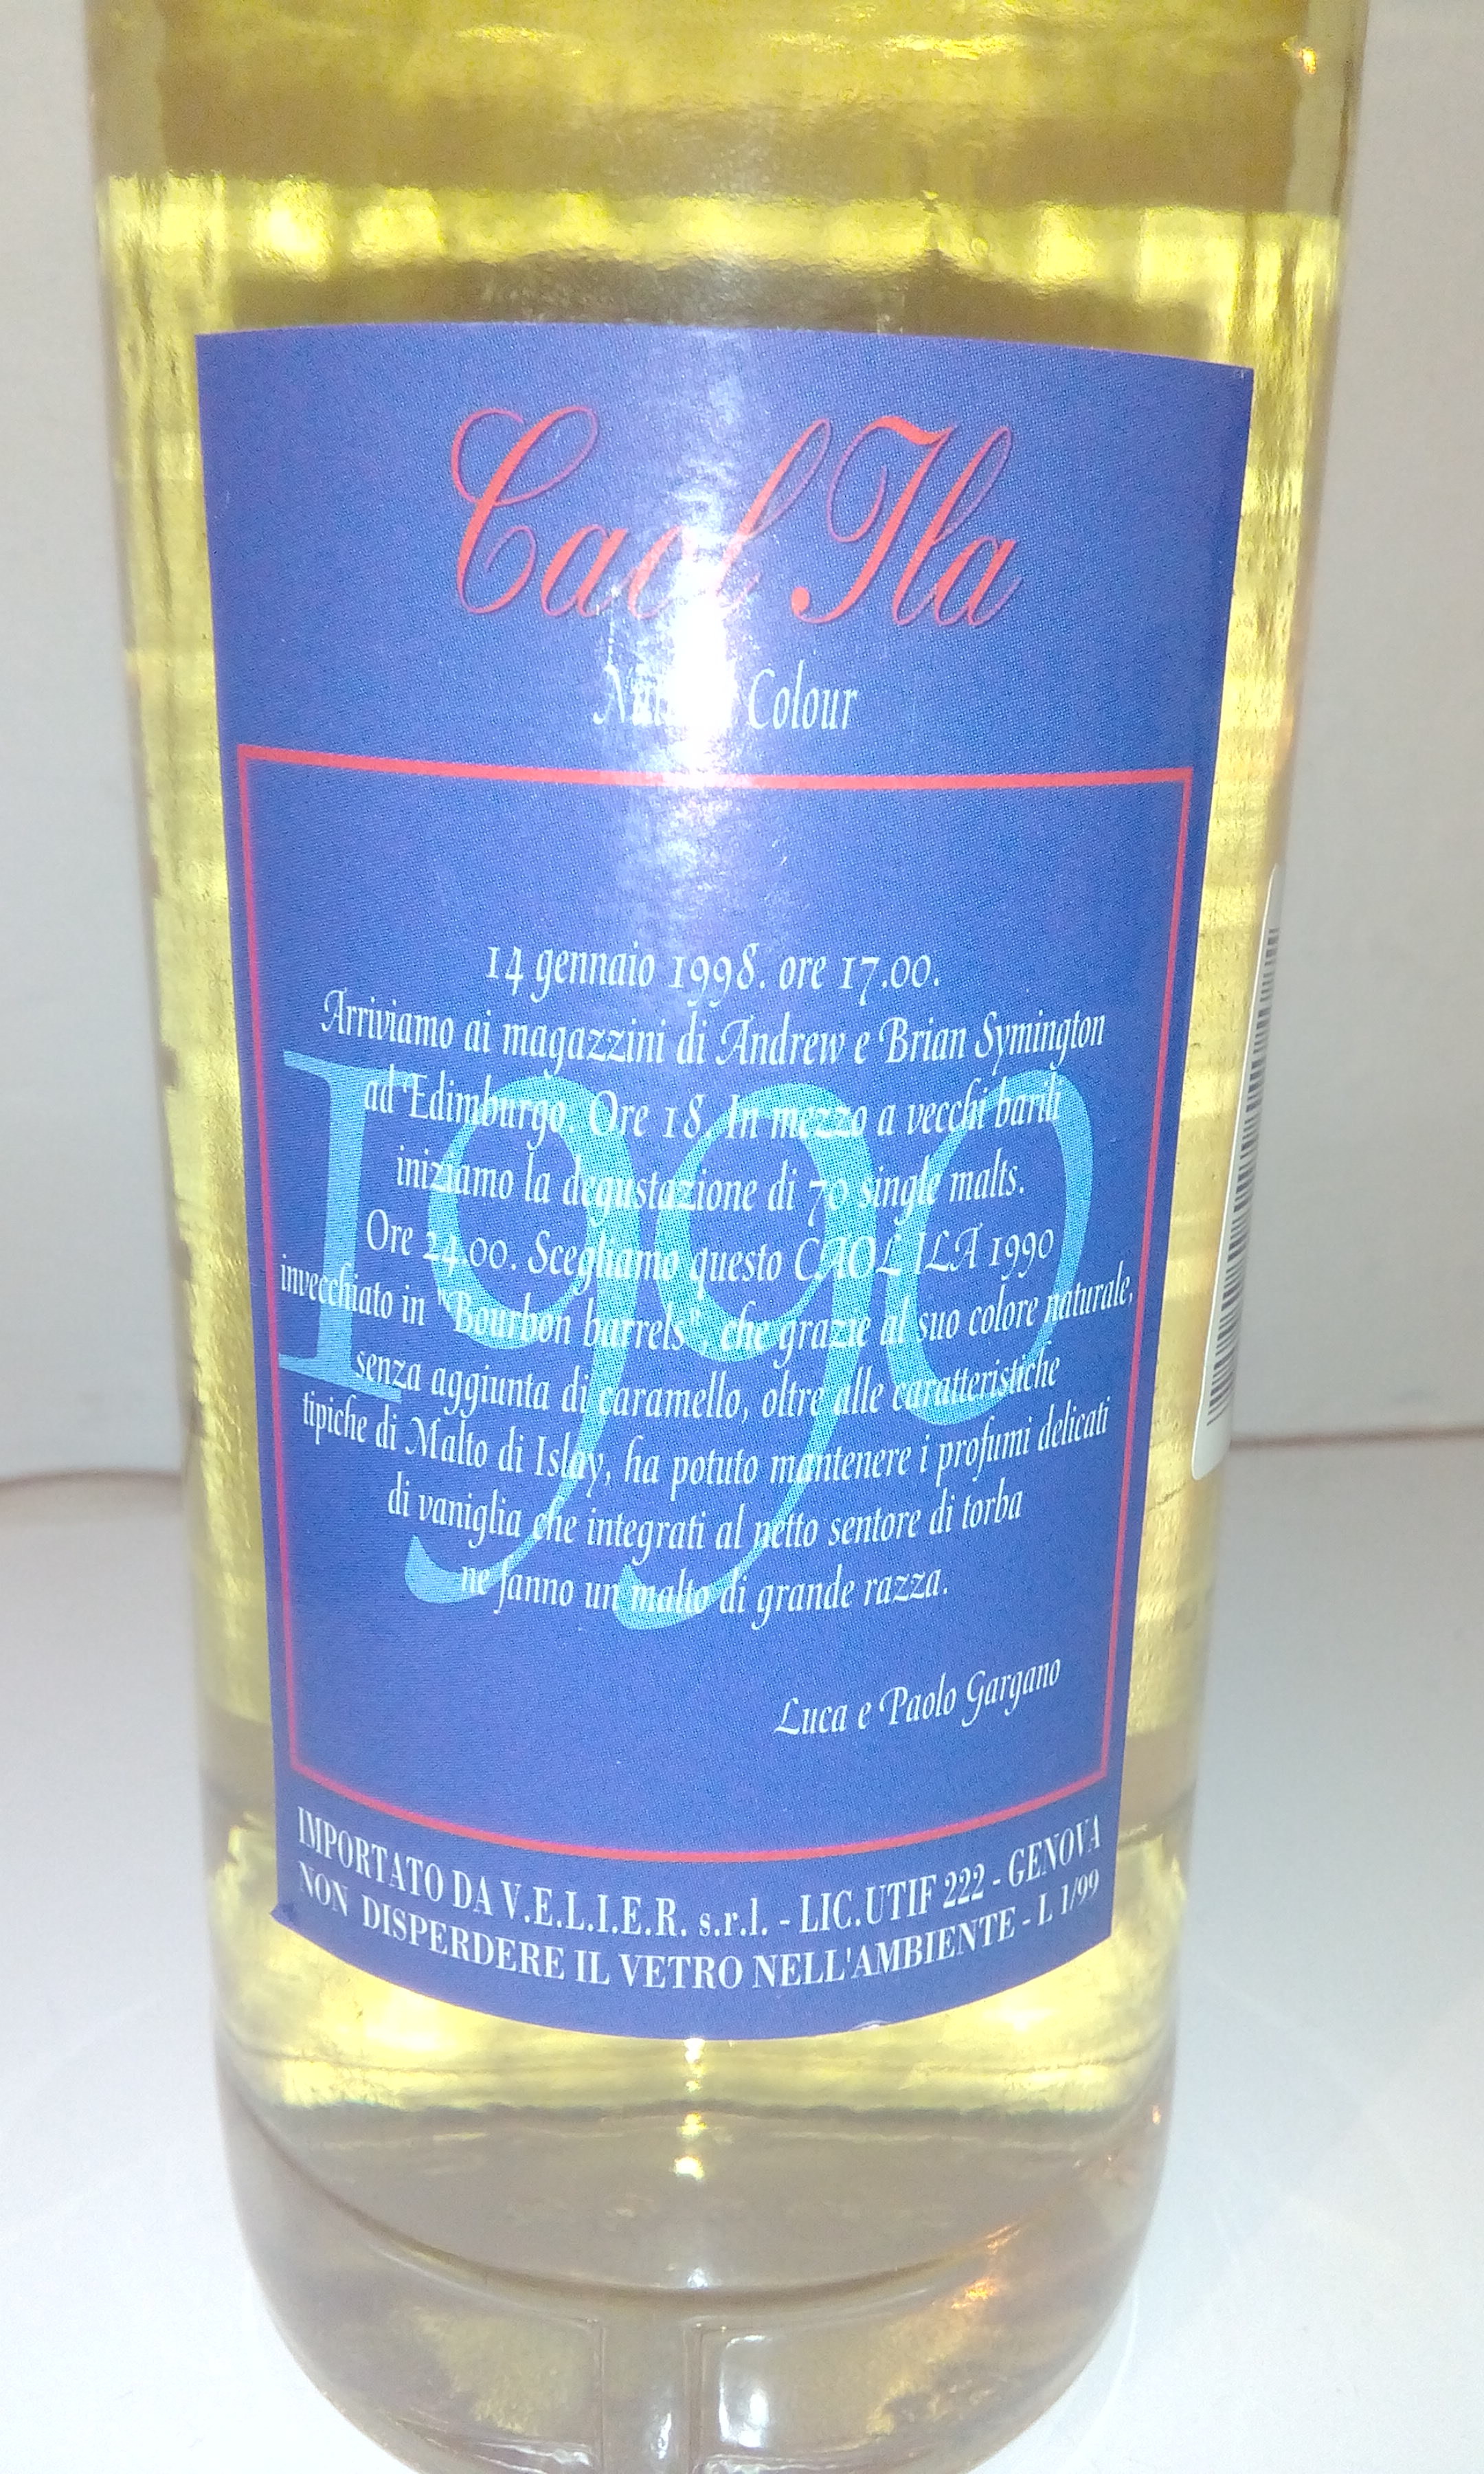 Caol Ila
Natural Colour
1990
14 gennaio 1998. ore 17.00.
Arriviamo ai magazzini di Andrew e Brian Symington
ad Edimburgo. Ore 18. In mezzo a vecchi barili
iniziamo la degustazione di 70 single malts.
Ore 24.00. Scegliamo questo CAOL ILA 1990
invecchiato in "Bourbon barrels", che grazie al suo colore naturale,
senza aggiunta di caramello, oltre alle caratteristiche
tipiche di Malto di Islay, ha potuto mantenere i profumi delicati
di vaniglia che integrati al netto sentore di torba
ne fanno un malto di grande razza.
Luca e Paolo Gargano
IMPORTATO DA V.E.L.I.E.R. s.r.l. - LIC.UTIF 222 - GENOVA
NON DISPERDERE IL VETRO NELL'AMBIENTE - L 1/99